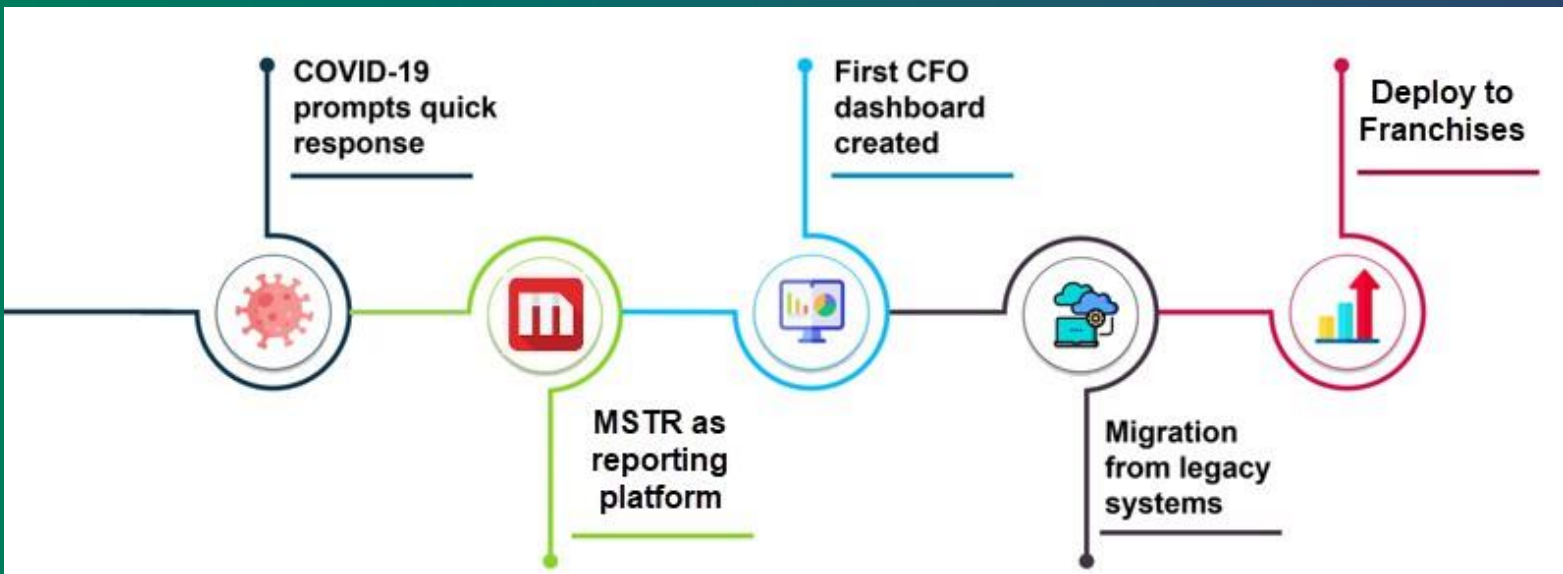 COVID-19
prompts quick
response
MSTR as
reporting
platform
First CFO
dashboard
created
Migration
from legacy
systems
Deploy to
Franchises